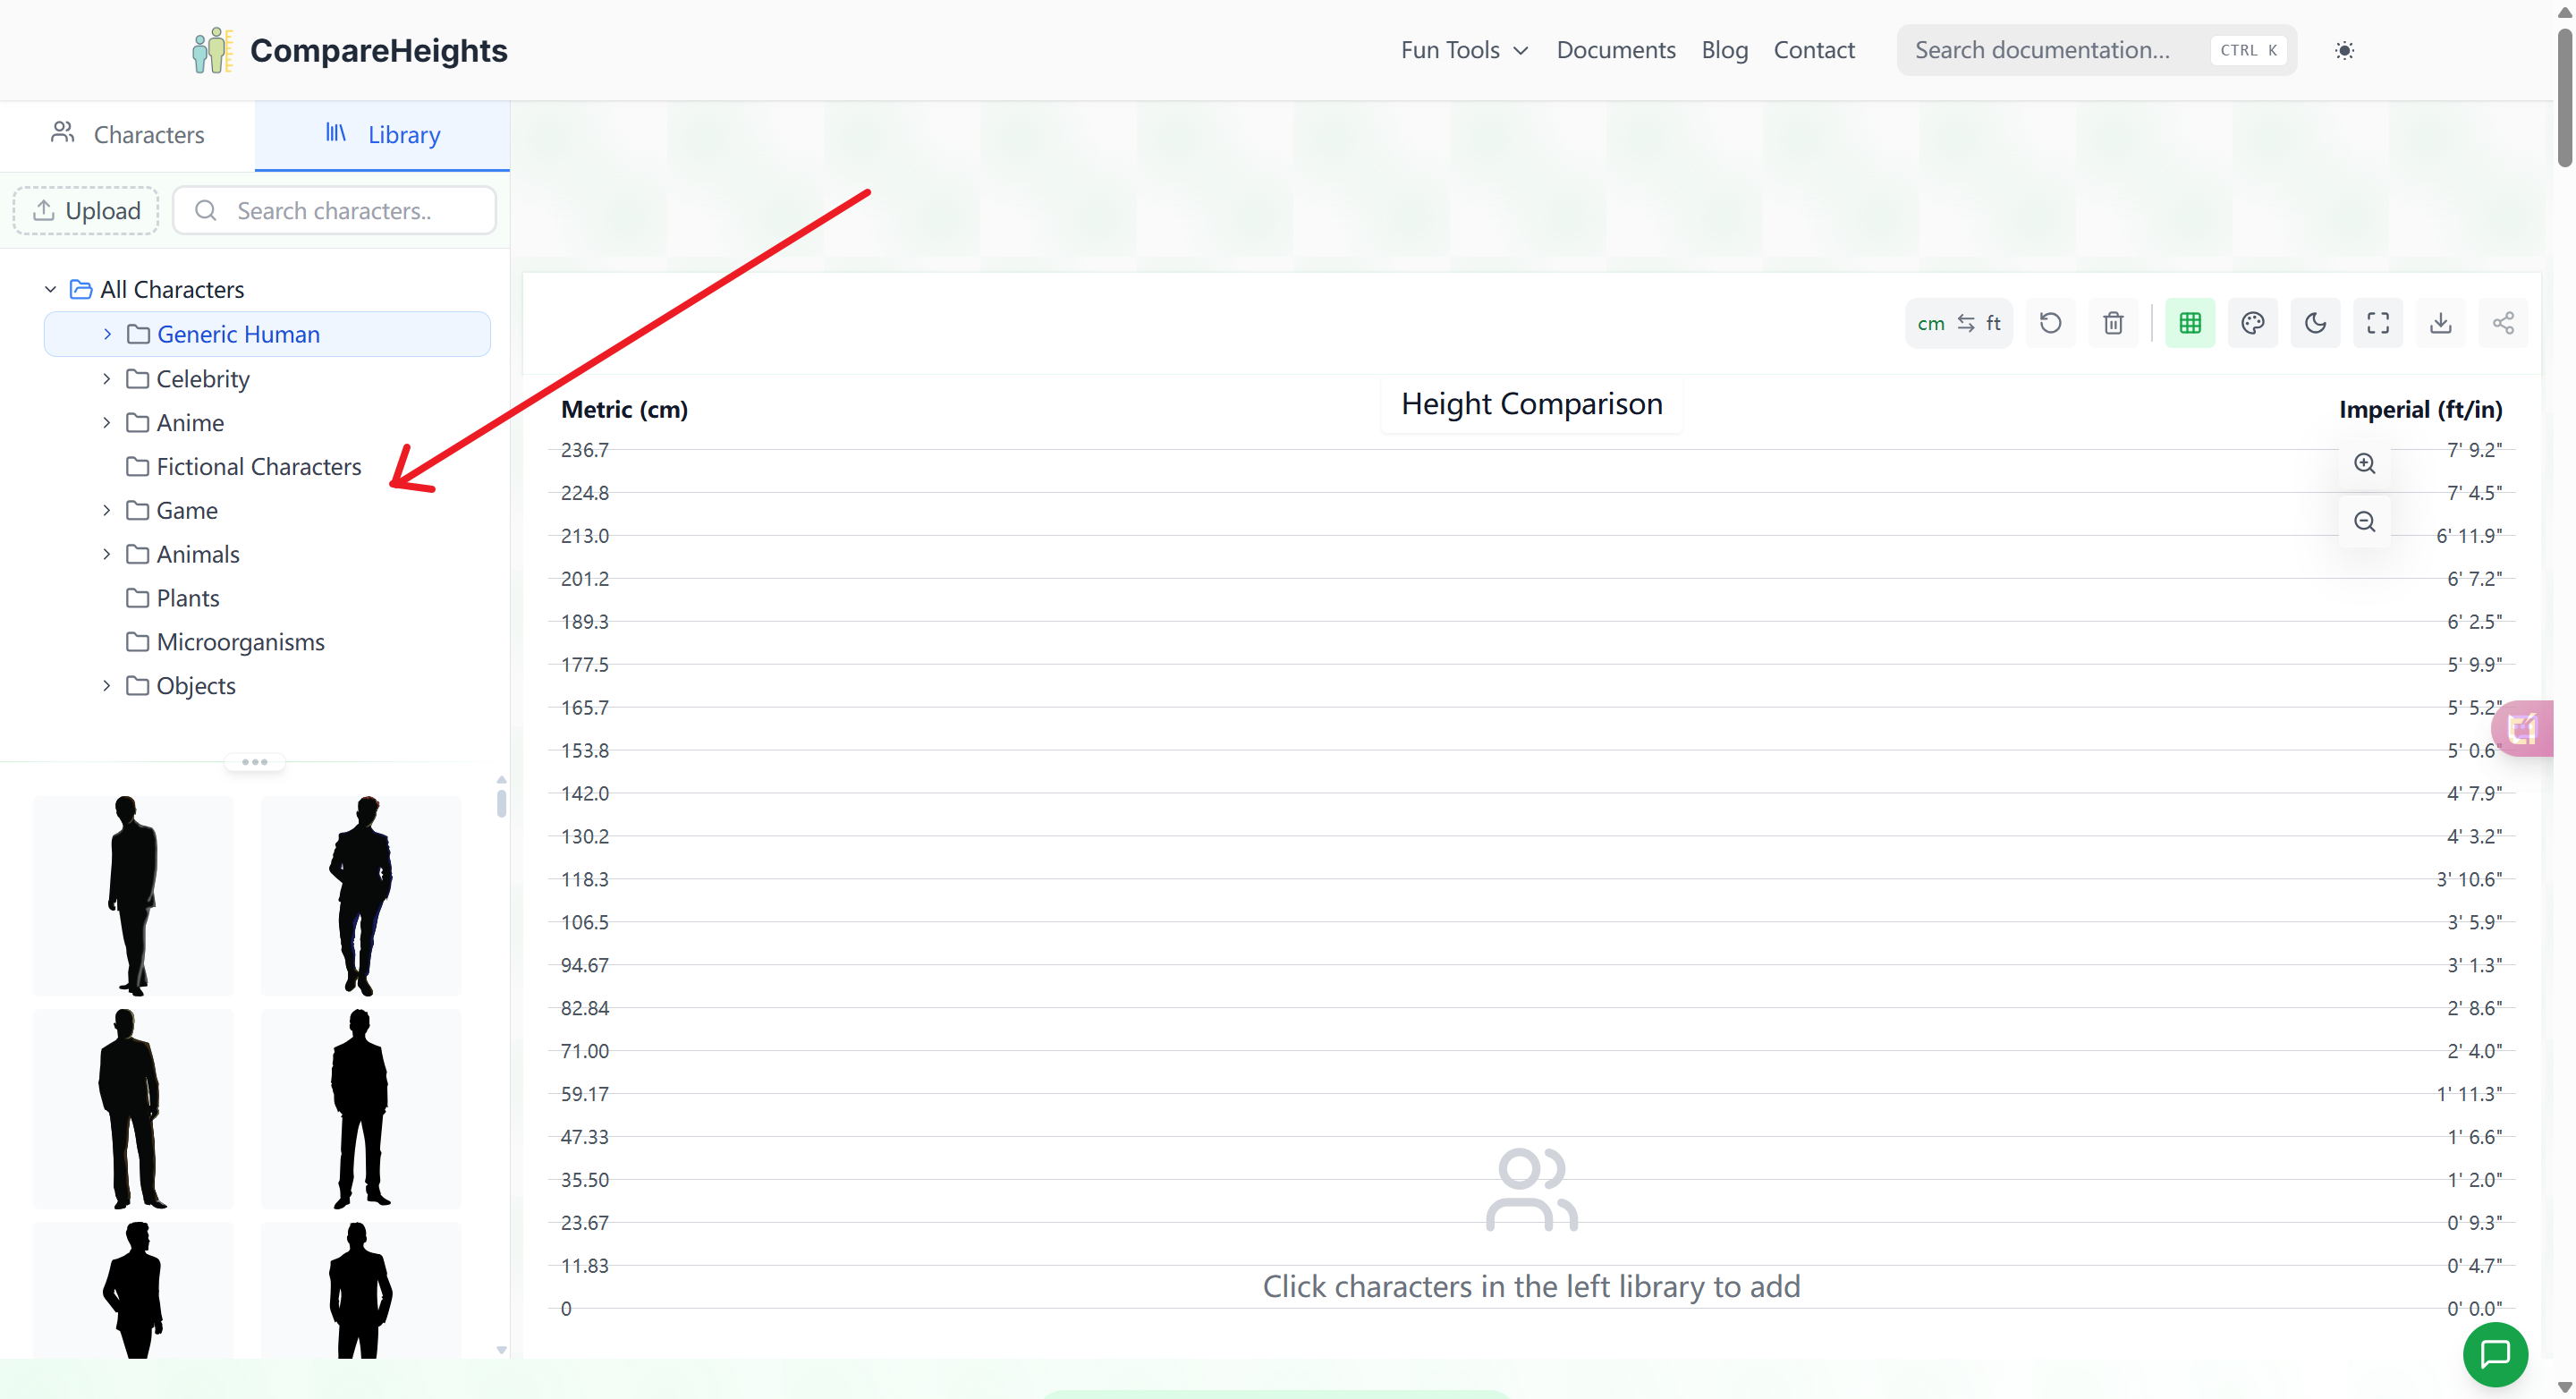 CompareHeights
Fun Tools
Documents
Blog
Contact
Search documentation...
CTRL K
Characters
Library
Upload
Search characters..
All Characters
Generic Human
Celebrity
Anime
Fictional Characters
Game
Animals
Plants
Microorganisms
Objects
cm ft
Height Comparison
Metric (cm)
Imperial (ft/in)
236.7 7' 9.2"
224.8 7' 4.5"
213.0 6' 11.9"
201.2 6' 7.2"
189.3 6' 2.5"
177.5 5' 9.9"
165.7 5' 5.2"
153.8 5' 0.6"
142.0 4' 7.9"
130.2 4' 3.2"
118.3 3' 10.6"
106.5 3' 5.9"
94.67 3' 1.3"
82.84 2' 8.6"
71.00 2' 4.0"
59.17 1' 11.3"
47.33 1' 6.6"
35.50 1' 2.0"
23.67 0' 9.3"
11.83 0' 4.7"
0 0' 0.0"
Click characters in the left library to add